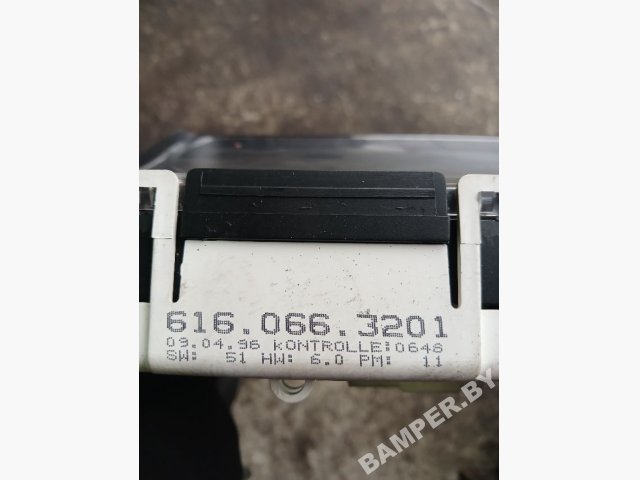 616.066.3201
09.04.96 KONTROLLE:0646
SW: 51 HW: 6.0 PM: 11
BAMPER.BY